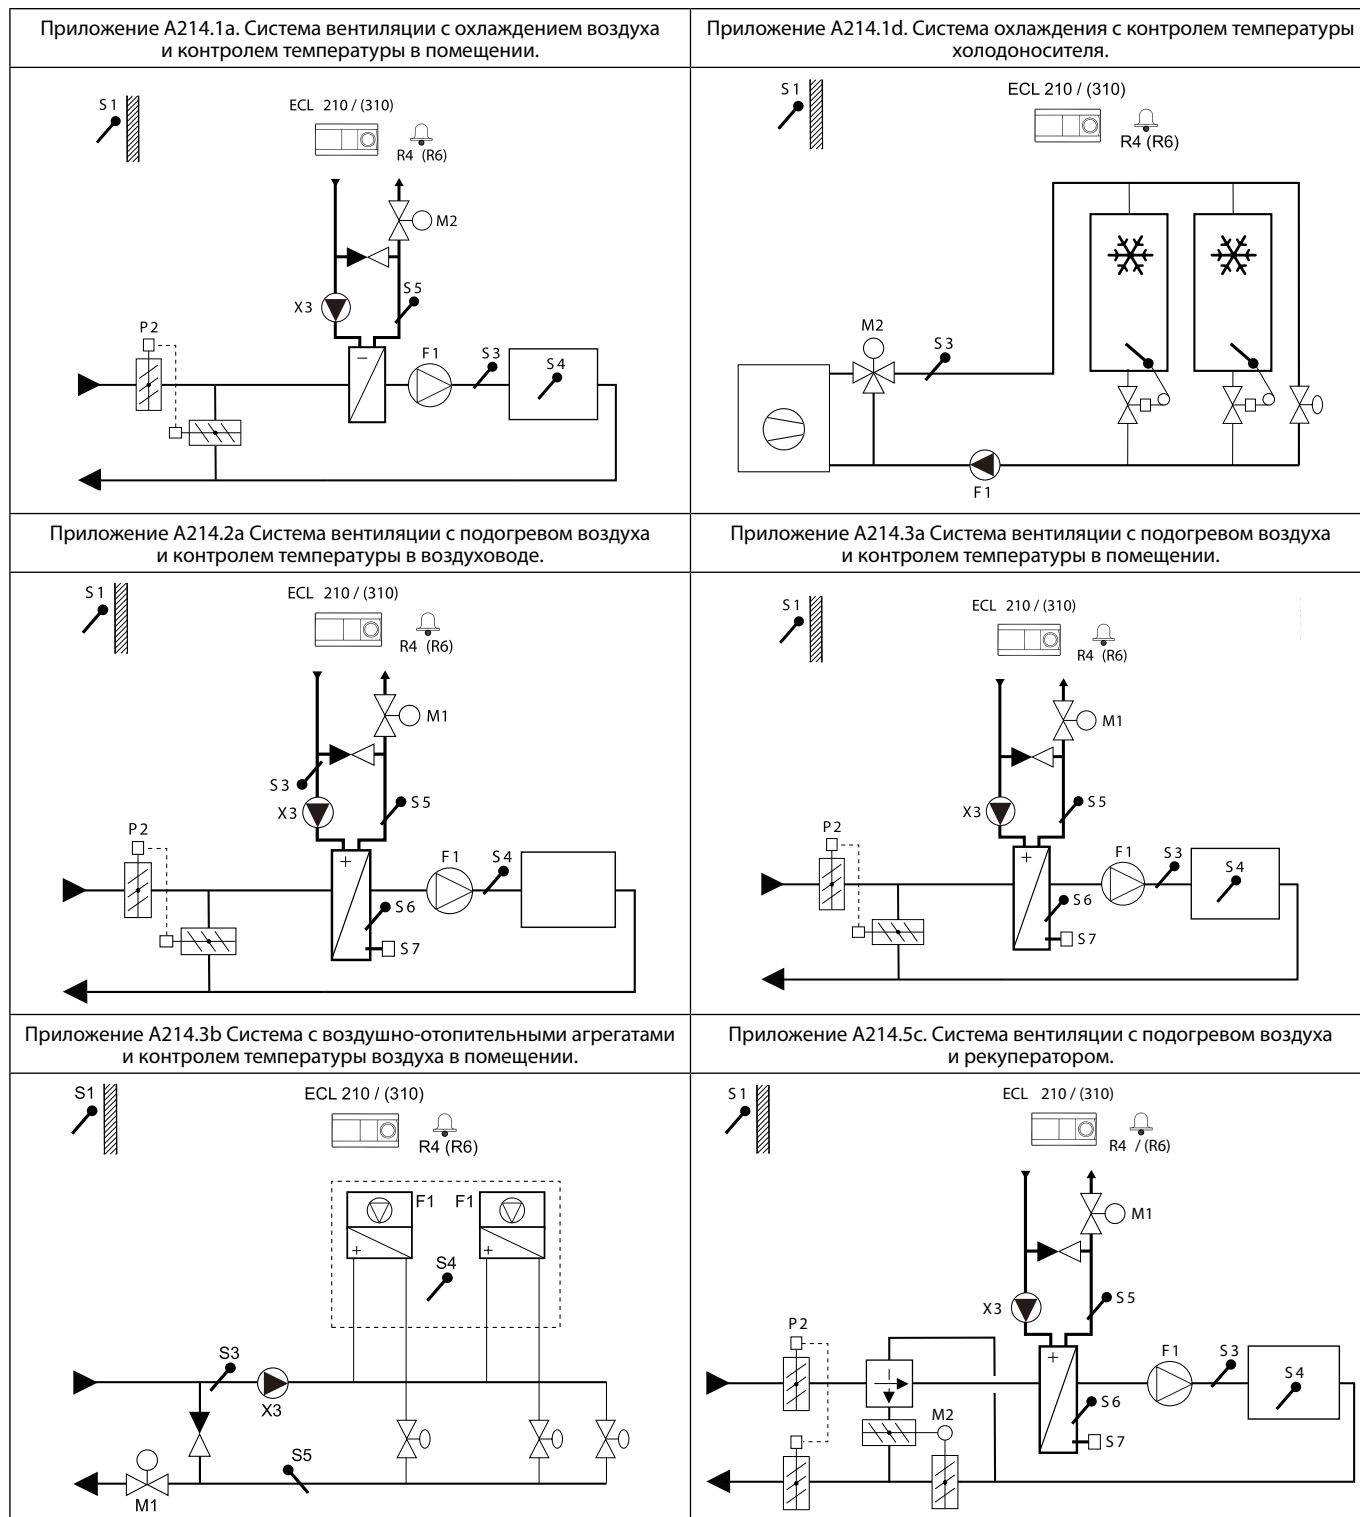 Приложение A214.1a. Система вентиляции с охлаждением воздуха
и контролем температуры в помещении.
S1
ECL 210 / (310)
R4 (R6)
M2
S5
X3
P2
F1
S3
S4
Приложение A214.1d. Система охлаждения с контролем температуры
холодоносителя.
S1
ECL 210 / (310)
R4 (R6)
M2
S3
F1
Приложение A214.2a Система вентиляции с подогревом воздуха
и контролем температуры в воздуховоде.
S1
ECL 210 / (310)
R4 (R6)
M1
S3
S5
X3
P2
F1
S4
S6
S7
Приложение A214.3a Система вентиляции с подогревом воздуха
и контролем температуры в помещении.
S1
ECL 210 / (310)
R4 (R6)
M1
S5
X3
P2
F1
S3
S4
S6
S7
Приложение A214.3b Система с воздушно-отопительными агрегатами
и контролем температуры воздуха в помещении.
S1
ECL 210 / (310)
R4 (R6)
F1
F1
S4
S3
X3
S5
M1
Приложение A214.5c. Система вентиляции с подогревом воздуха
и рекуператором.
S1
ECL 210 / (310)
R4 / (R6)
M1
S5
X3
P2
F1
S3
S4
S6
M2
S7